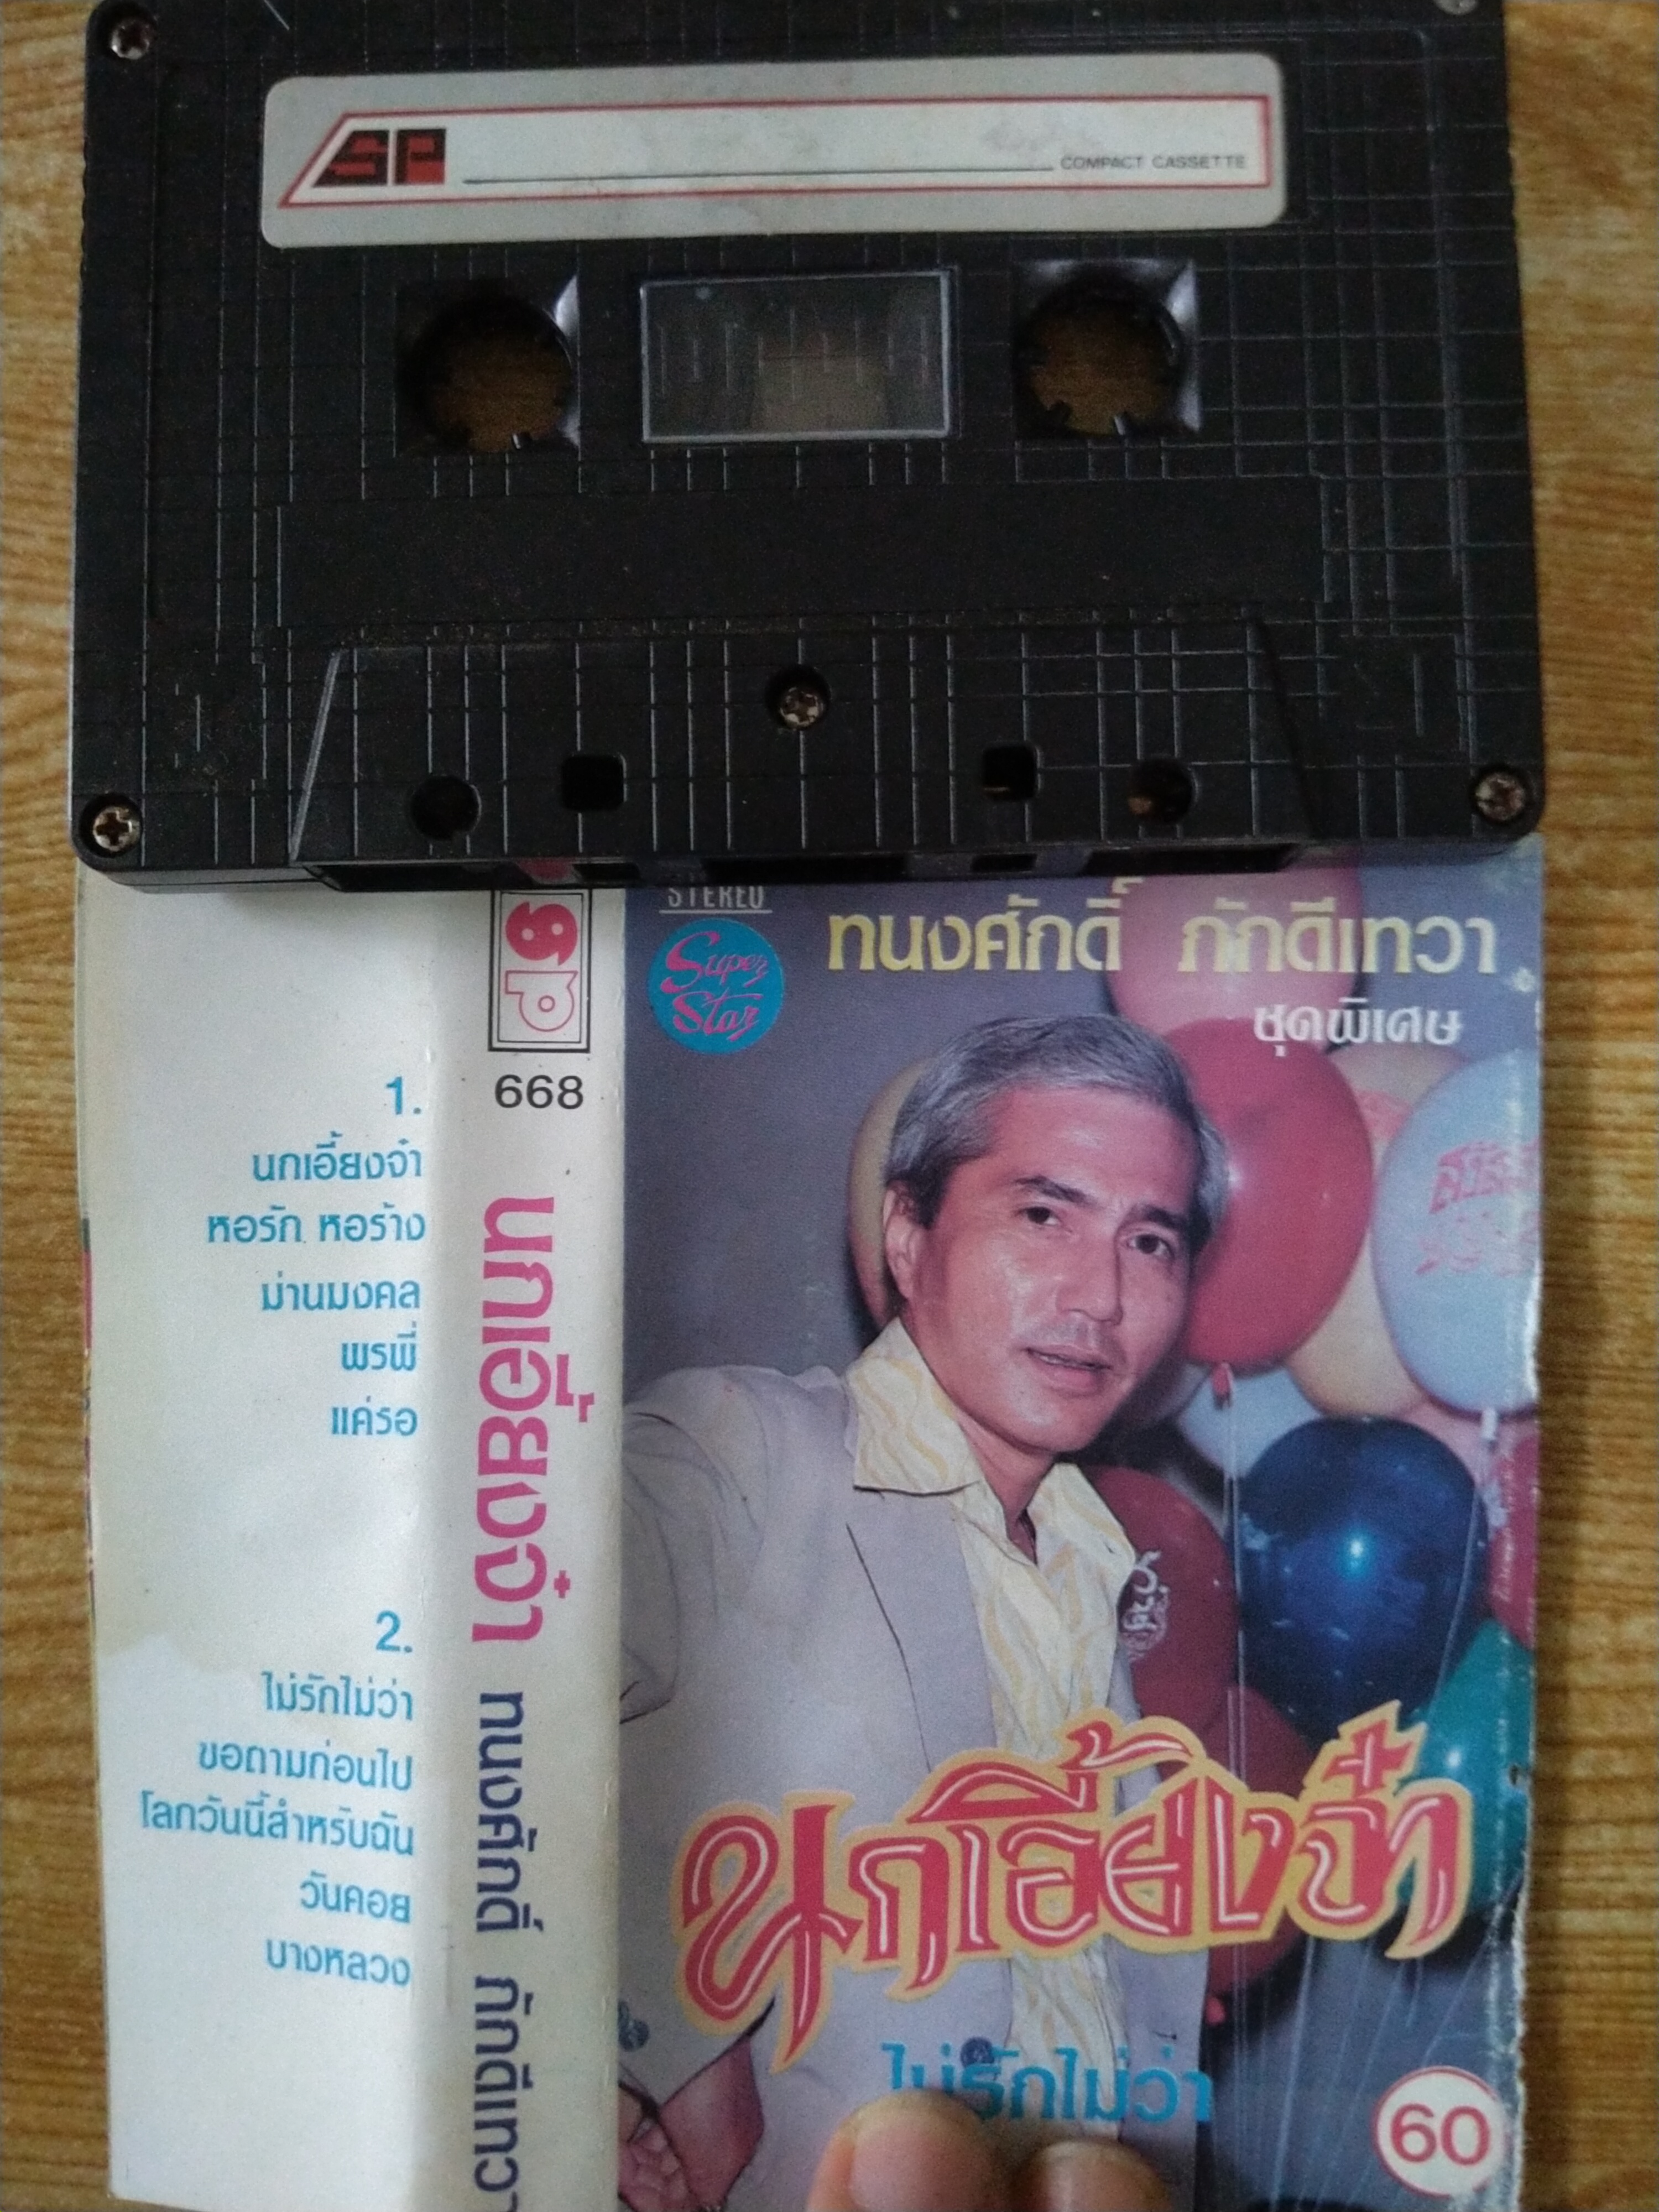 SP
COMPACT CASSETTE
STEREO
Super
Star
ทนงศักดิ์ ภักดีเทวา
ชุดพิเศษ
นกเอี้ยงจ๋า
ไม่รักไม่ว่า
60
668
นกเอี้ยงจ๋า ทนงศักดิ์ ภักดีเทวา
1.
นกเอี้ยงจ๋า
หอรัก หอร้าง
ม่านมงคล
พรพี่
แค่รอ
2.
ไม่รักไม่ว่า
ขอถามก่อนไป
โลกวันนี้สำหรับฉัน
วันคอย
บางหลวง